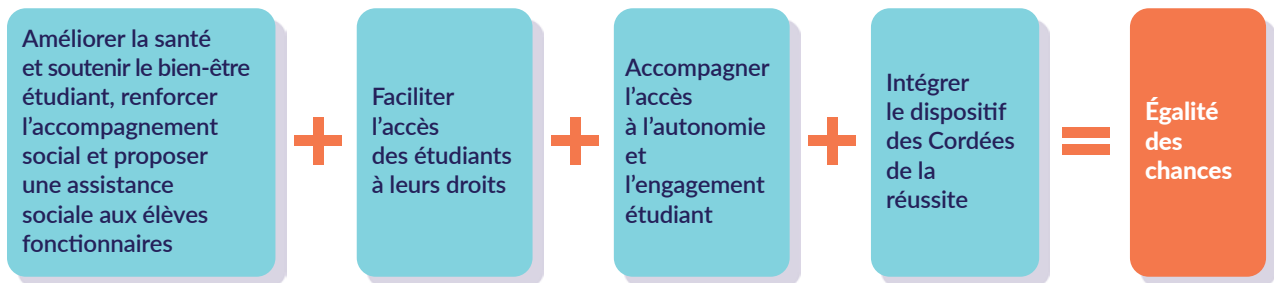 Améliorer la santé
et soutenir le bien-être
étudiant, renforcer
l’accompagnement
social et proposer
une assistance
sociale aux élèves
fonctionnaires
+
Faciliter
l’accès
des étudiants
à leurs droits
+
Accompagner
l’accès
à l’autonomie
et
l’engagement
étudiant
+
Intégrer
le dispositif
des Cordées
de la
réussite
=
Égalité
des
chances